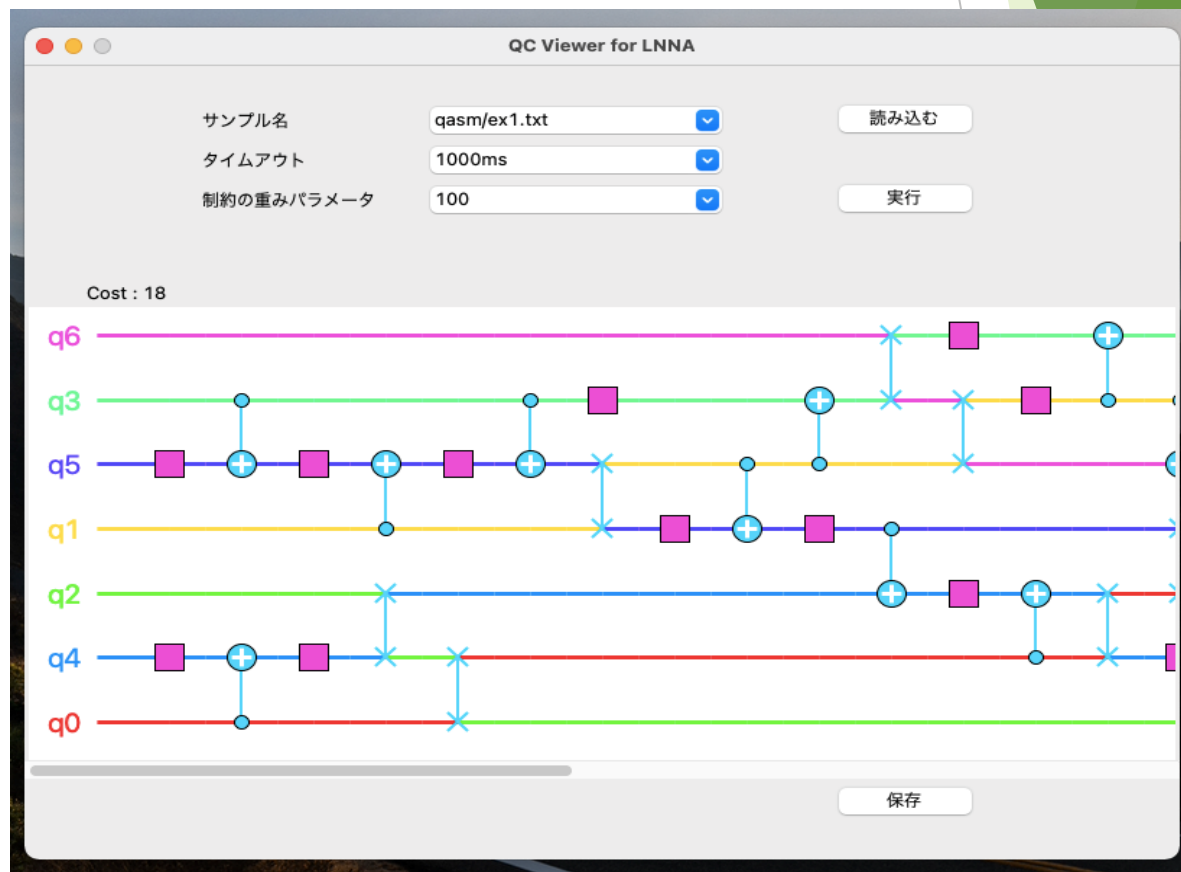 QC Viewer for LNNA
サンプル名 qasm/ex1.txt 読み込む
タイムアウト 1000ms
制約の重みパラメータ 100 実行
Cost : 18
q6
q3
q5
q1
q2
q4
q0
保存